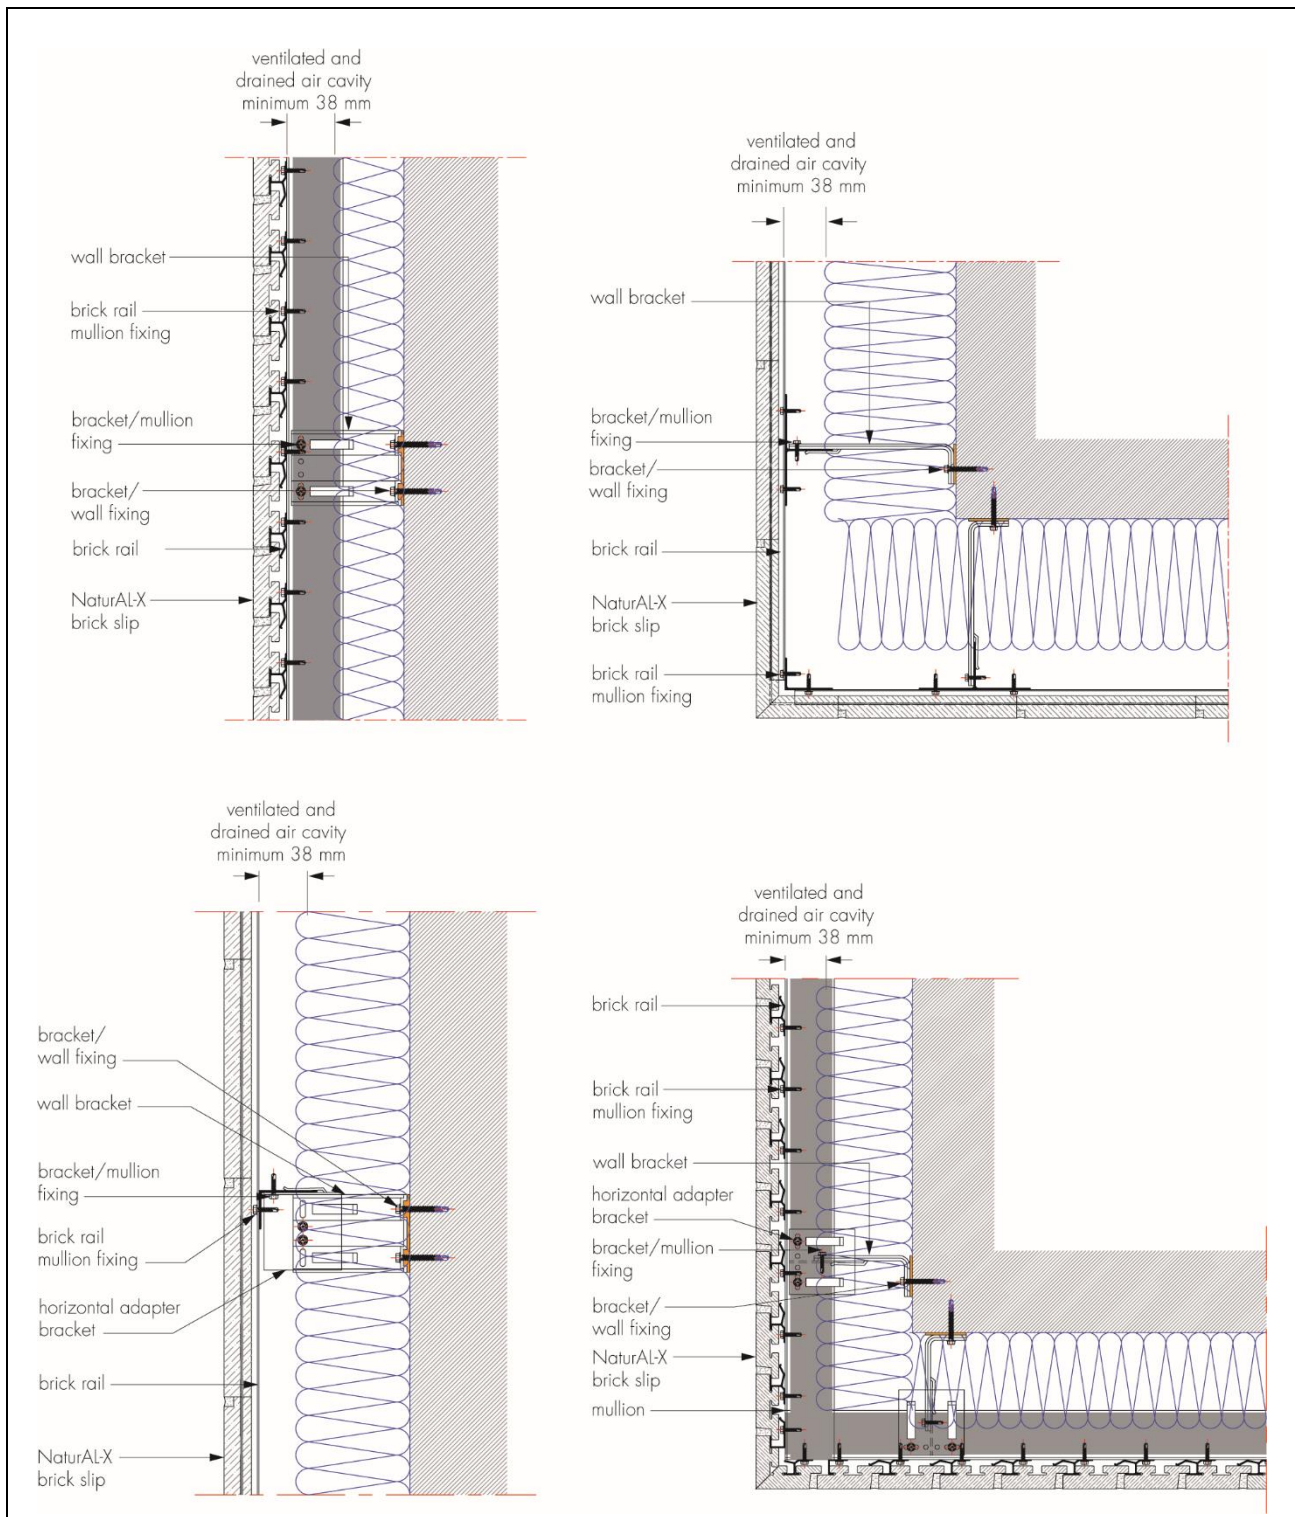 ventilated and
drained air cavity
minimum 38 mm
wall bracket
brick rail
mullion fixing
bracket/mullion
fixing
bracket/
wall fixing
brick rail
NaturAL-X
brick slip
ventilated and
drained air cavity
minimum 38 mm
wall bracket
bracket/mullion
fixing
bracket/
wall fixing
brick rail
NaturAL-X
brick slip
brick rail
mullion fixing
ventilated and
drained air cavity
minimum 38 mm
bracket/
wall fixing
wall bracket
bracket/mullion
fixing
brick rail
mullion fixing
horizontal adapter
bracket
brick rail
NaturAL-X
brick slip
ventilated and
drained air cavity
minimum 38 mm
brick rail
brick rail
mullion fixing
wall bracket
horizontal adapter
bracket
bracket/mullion
fixing
bracket/
wall fixing
NaturAL-X
brick slip
mullion